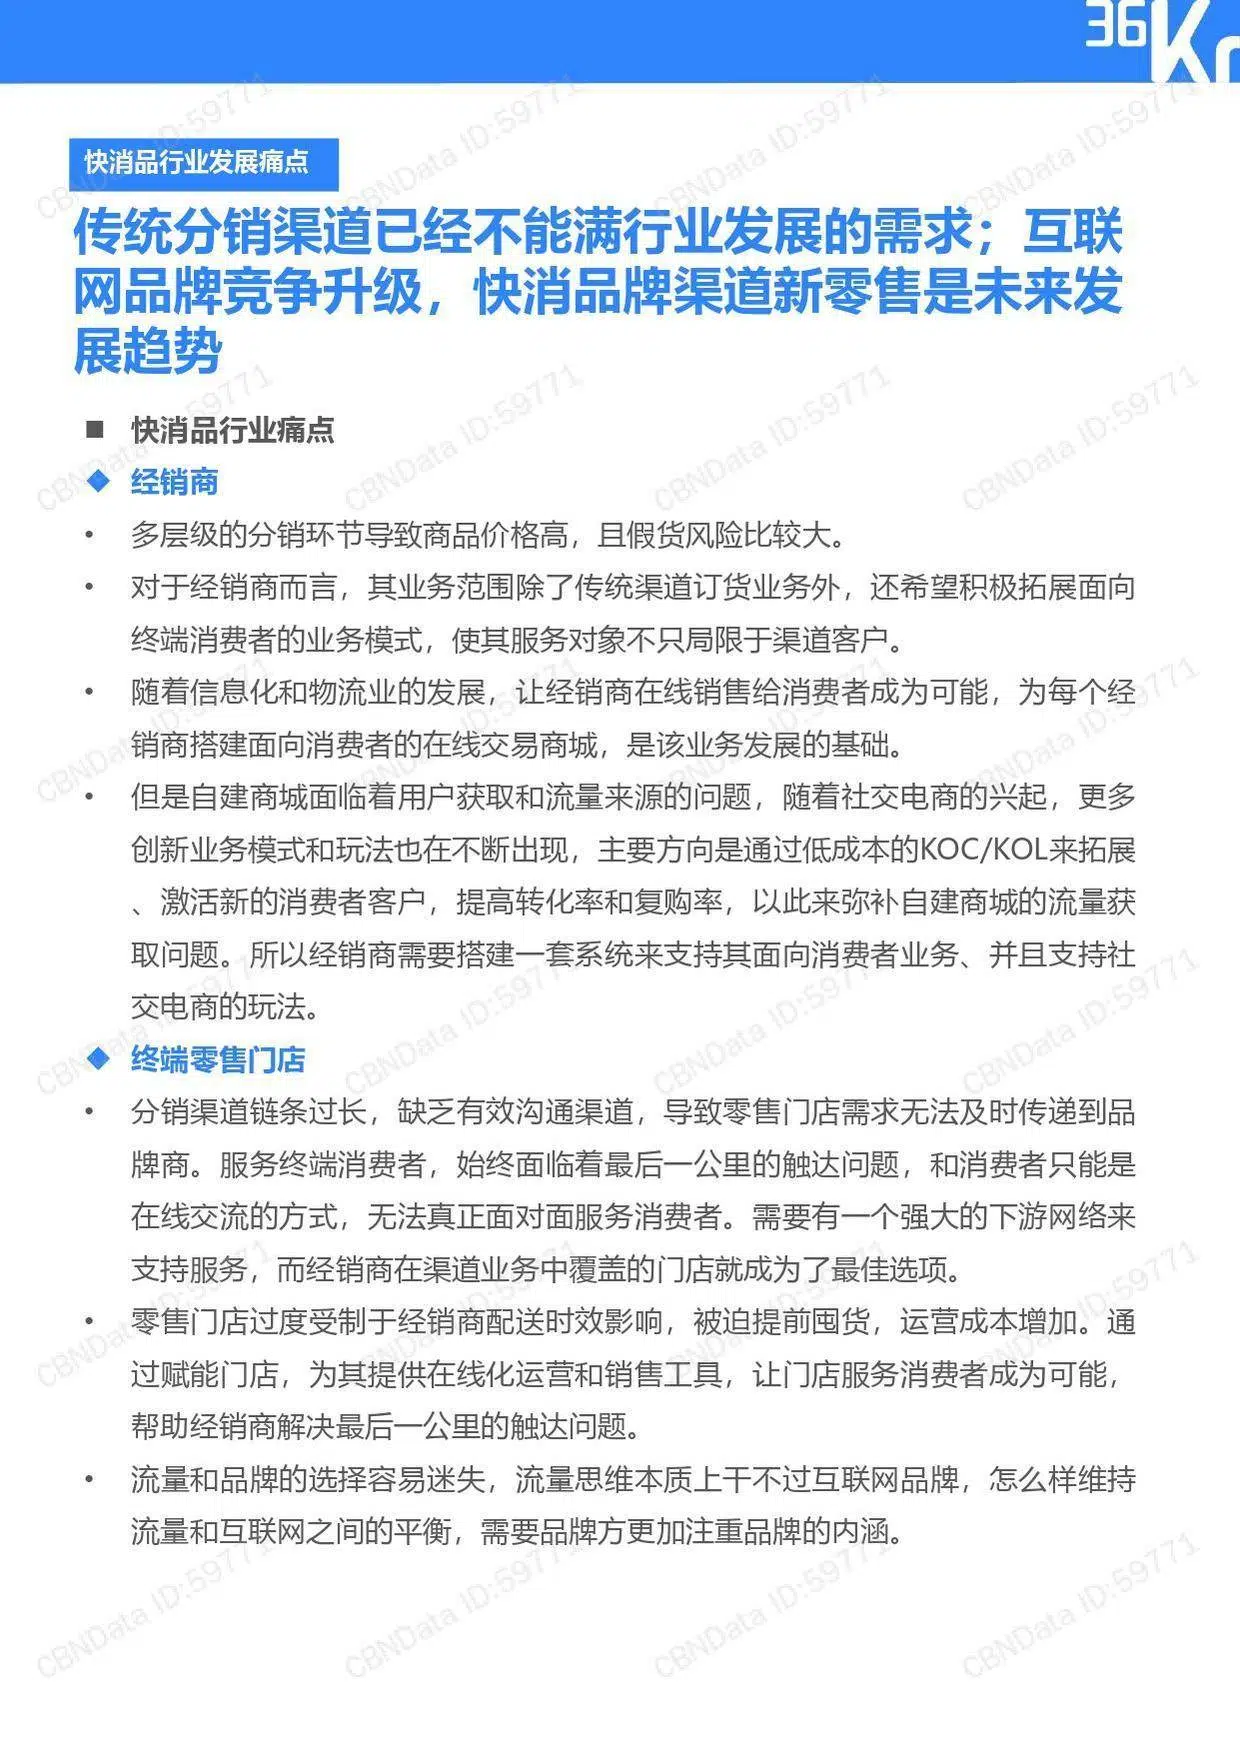 36Kr
快消品行业发展痛点
传统分销渠道已经不能满行业发展的需求；互联
网品牌竞争升级，快消品牌渠道新零售是未来发
展趋势
■ 快消品行业痛点
◆ 经销商
• 多层级的分销环节导致商品价格高，且假货风险比较大。
• 对于经销商而言，其业务范围除了传统渠道订货业务外，还希望积极拓展面向
终端消费者的业务模式，使其服务对象不只局限于渠道客户。
• 随着信息化和物流业的发展，让经销商在线销售给消费者成为可能，为每个经
销商搭建面向消费者的在线交易商城，是该业务发展的基础。
• 但是自建商城面临着用户获取和流量来源的问题，随着社交电商的兴起，更多
创新业务模式和玩法也在不断出现，主要方向是通过低成本的KOC/KOL来拓展
、激活新的消费者客户，提高转化率和复购率，以此来弥补自建商城的流量获
取问题。所以经销商需要搭建一套系统来支持其面向消费者业务、并且支持社
交电商的玩法。
◆ 终端零售门店
• 分销渠道链条过长，缺乏有效沟通渠道，导致零售门店需求无法及时传递到品
牌商。服务终端消费者，始终面临着最后一公里的触达问题，和消费者只能是
在线交流的方式，无法真正面对面服务消费者。需要有一个强大的下游网络来
支持服务，而经销商在渠道业务中覆盖的门店就成为了最佳选项。
• 零售门店过度受制于经销商配送时效影响，被迫提前囤货，运营成本增加。通
过赋能门店，为其提供在线化运营和销售工具，让门店服务消费者成为可能，
帮助经销商解决最后一公里的触达问题。
• 流量和品牌的选择容易迷失，流量思维本质上干不过互联网品牌，怎么样维持
流量和互联网之间的平衡，需要品牌方更加注重品牌的内涵。
CBNData ID:59771